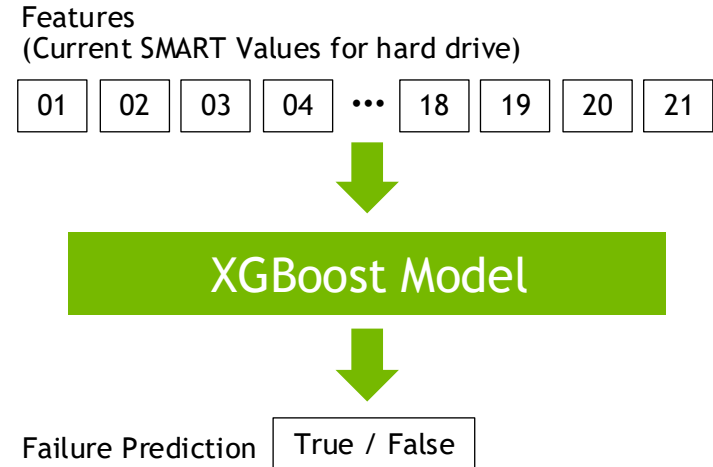 Features
(Current SMART Values for hard drive)
01 02 03 04 ••• 18 19 20 21
XGBoost Model
Failure Prediction True / False